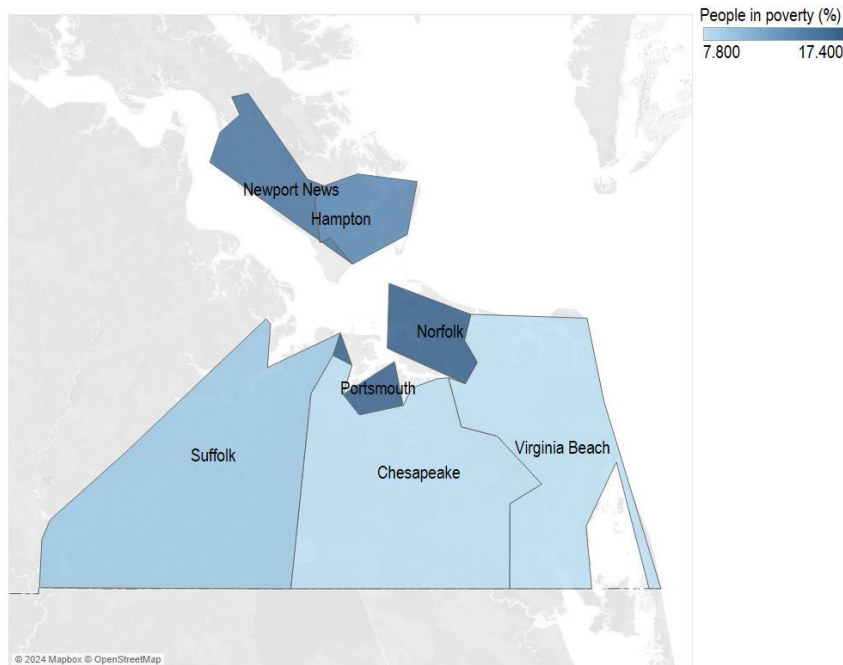 People in poverty (%)
7.800 17.400
Newport News
Hampton
Norfolk
Portsmouth
Suffolk
Virginia Beach
Chesapeake
© 2024 Mapbox © OpenStreetMap